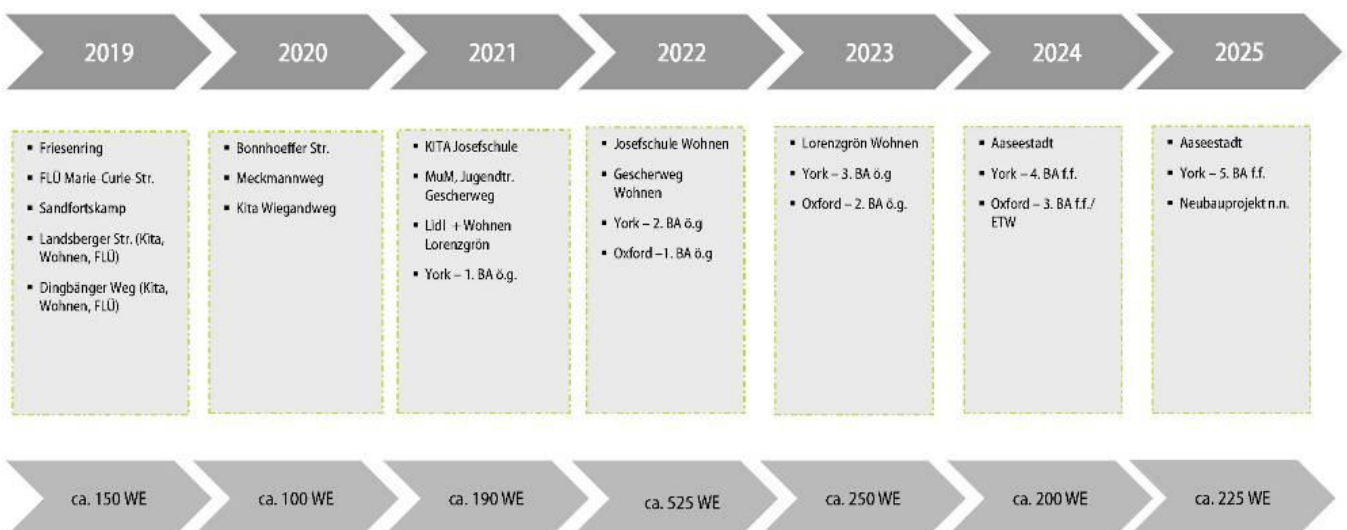 2019
2020
2021
2022
2023
2024
2025
▪ Friesenring
▪ FLÜ Marie-Curie-Str.
▪ Sandfortskamp
▪ Landsberger Str. (Kita,
Wohnen, FLÜ)
▪ Dingbänger Weg (Kita,
Wohnen, FLÜ)
▪ Bonnhoeffer Str.
▪ Meckmannweg
▪ Kita Wiegandweg
▪ KITA Josefschule
▪ MuM, Jugendtr.
Gescherweg
▪ Lidl + Wohnen
Lorenzgrön
▪ York – 1. BA ö.g.
▪ Josefschule Wohnen
▪ Gescherweg
Wohnen
▪ York – 2. BA ö.g
▪ Oxford –1. BA ö.g
▪ Lorenzgrön Wohnen
▪ York – 3. BA ö.g
▪ Oxford – 2. BA ö.g.
▪ Aaseestadt
▪ York – 4. BA f.f.
▪ Oxford – 3. BA f.f./
ETW
▪ Aaseestadt
▪ York – 5. BA f.f.
▪ Neubauprojekt n.n.
ca. 150 WE
ca. 100 WE
ca. 190 WE
ca. 525 WE
ca. 250 WE
ca. 200 WE
ca. 225 WE